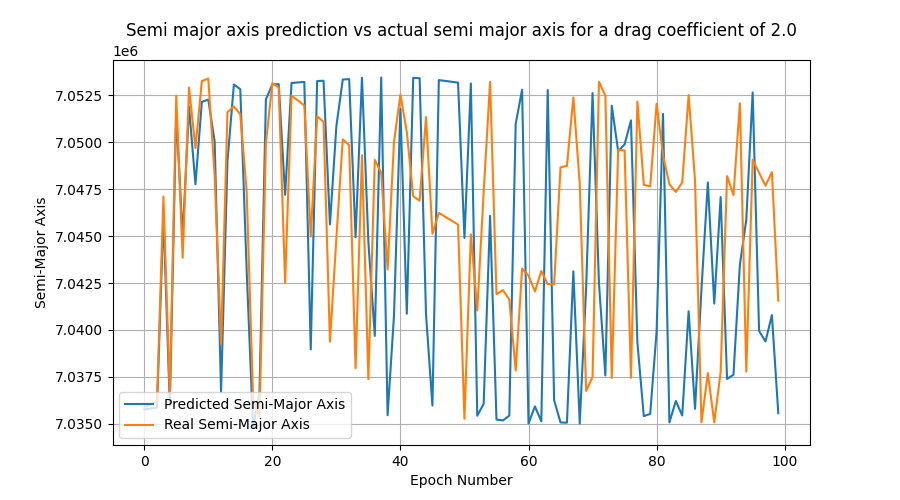 Semi major axis prediction vs actual semi major axis for a drag coefficient of 2.0
1e6
7.0525
7.0500
7.0475
7.0450
7.0425
7.0400
7.0375
7.0350
Semi-Major Axis
Predicted Semi-Major Axis
Real Semi-Major Axis
0 20 40 60 80 100
Epoch Number